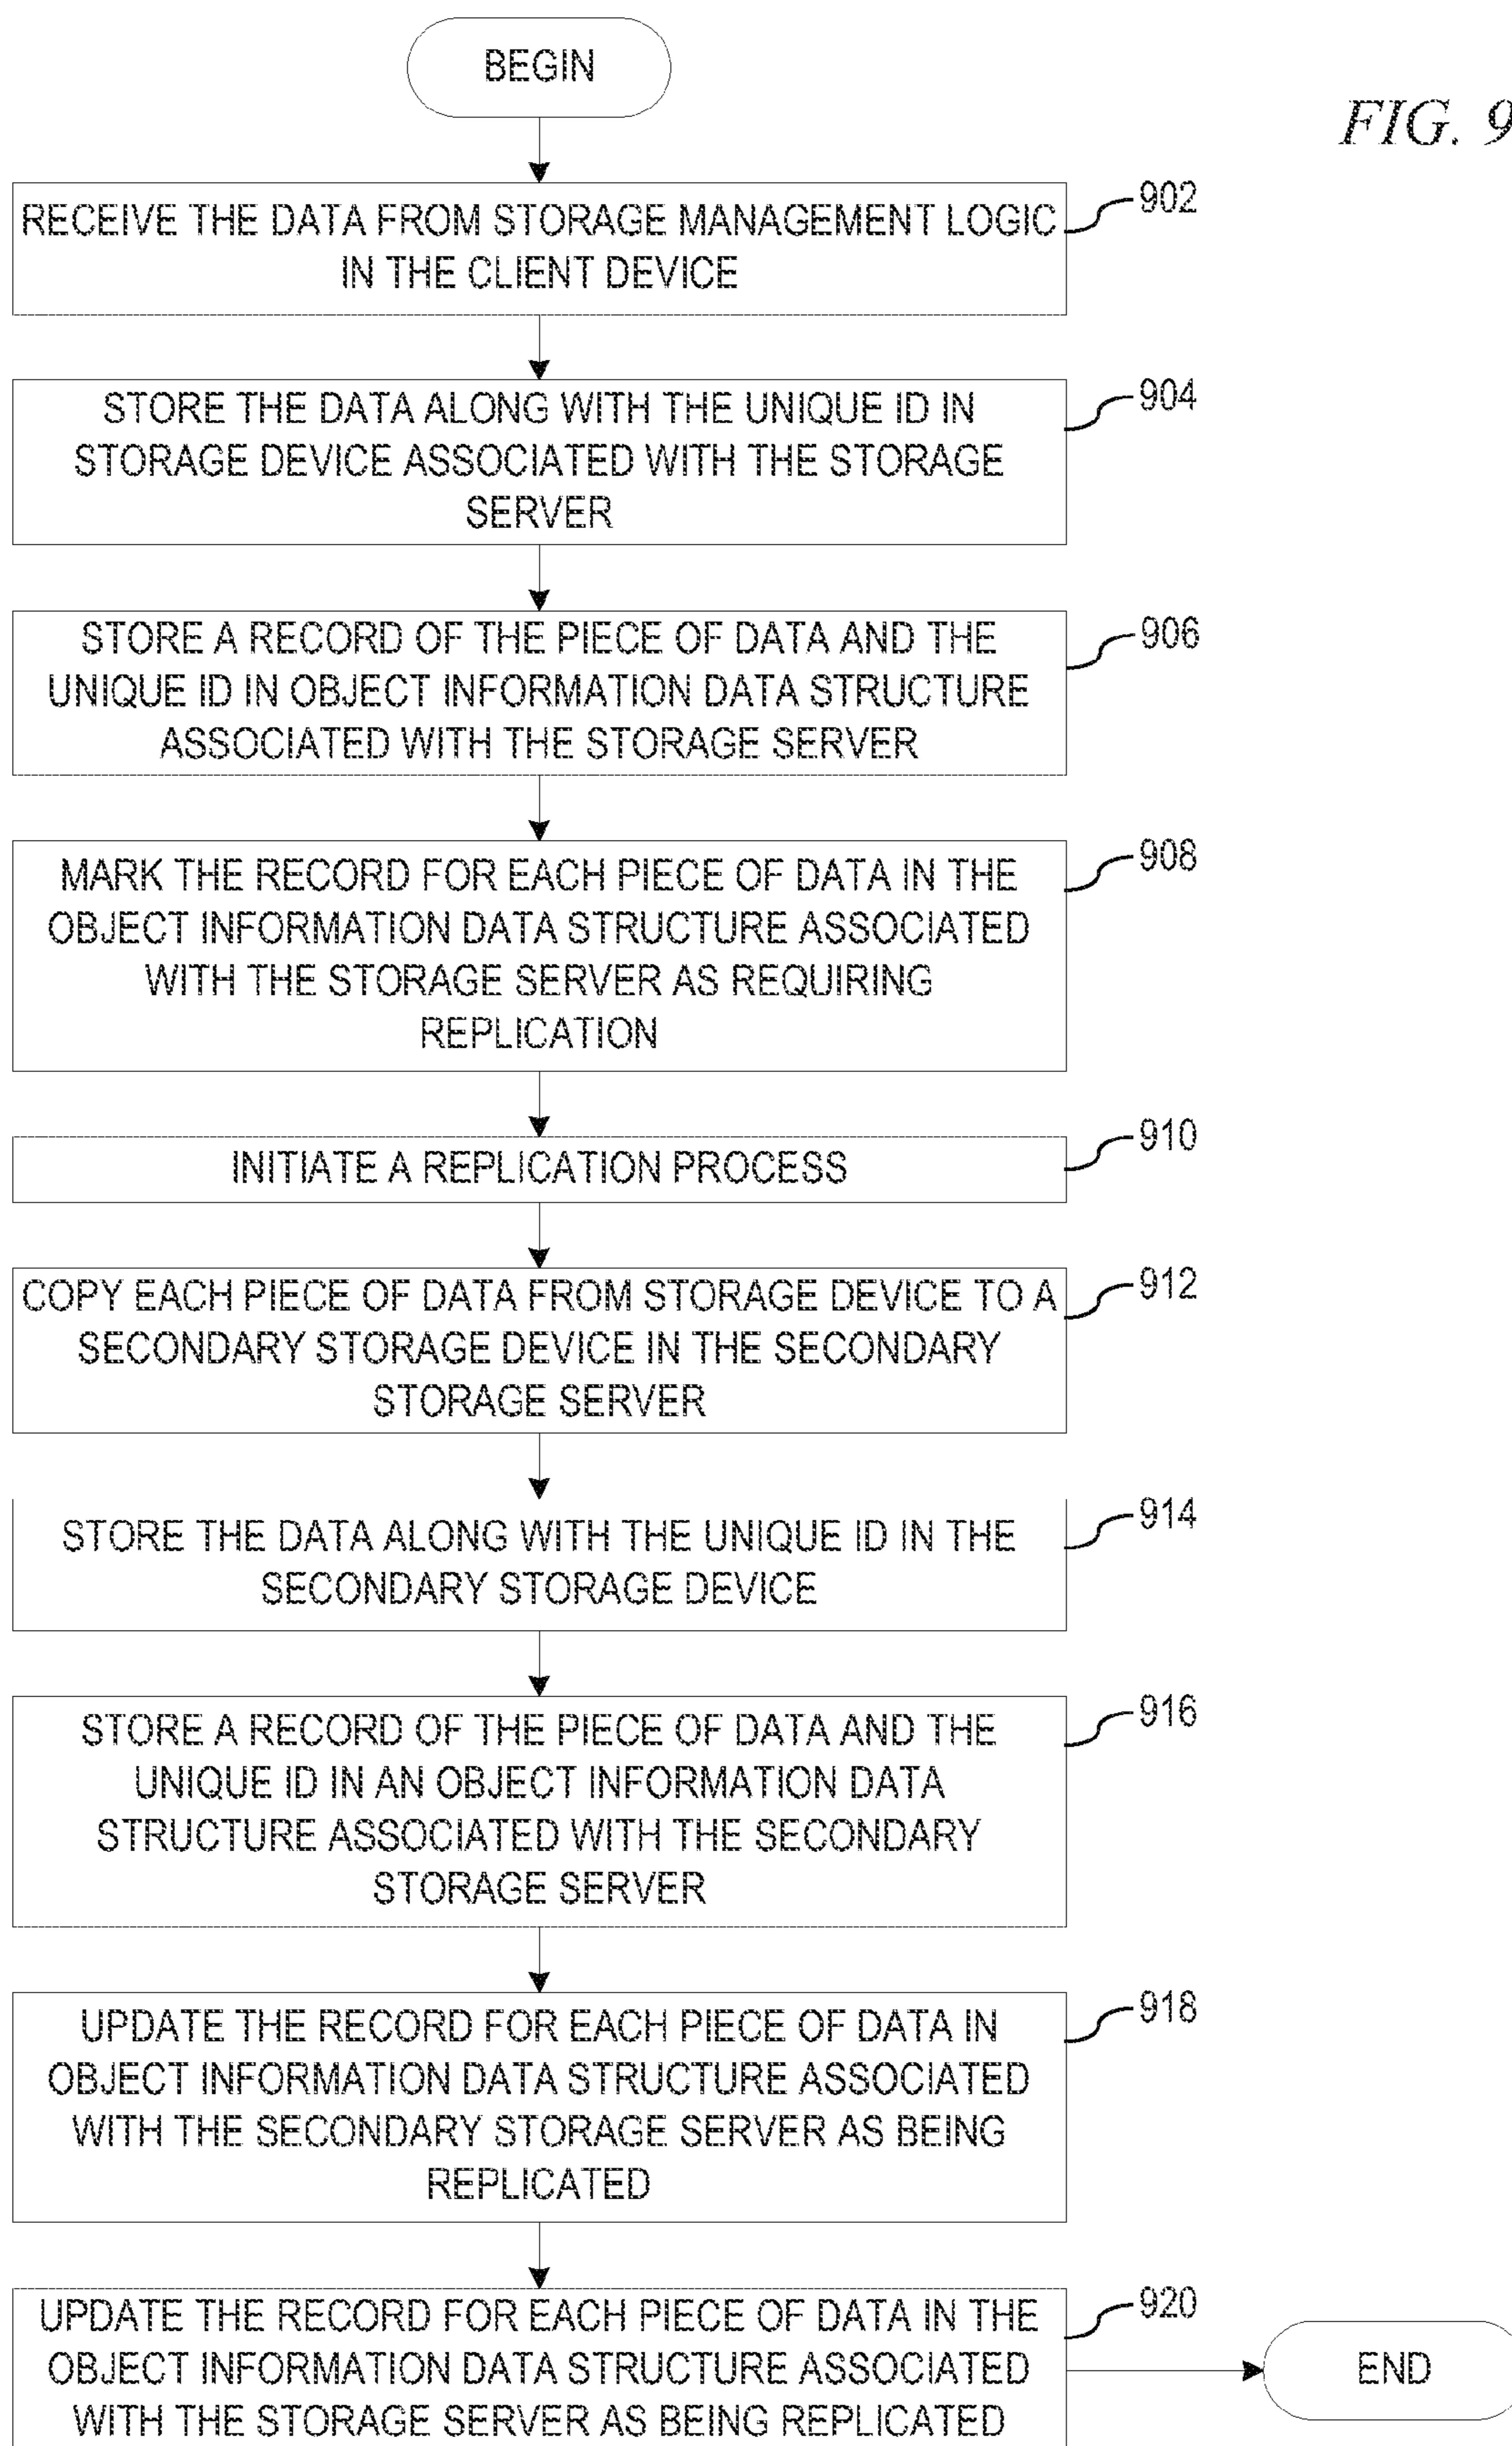 BEGIN
FIG. 9
RECEIVE THE DATA FROM STORAGE MANAGEMENT LOGIC
IN THE CLIENT DEVICE
902
STORE THE DATA ALONG WITH THE UNIQUE ID IN
STORAGE DEVICE ASSOCIATED WITH THE STORAGE
SERVER
904
STORE A RECORD OF THE PIECE OF DATA AND THE
UNIQUE ID IN OBJECT INFORMATION DATA STRUCTURE
ASSOCIATED WITH THE STORAGE SERVER
906
MARK THE RECORD FOR EACH PIECE OF DATA IN THE
OBJECT INFORMATION DATA STRUCTURE ASSOCIATED
WITH THE STORAGE SERVER AS REQUIRING
REPLICATION
908
INITIATE A REPLICATION PROCESS
910
COPY EACH PIECE OF DATA FROM STORAGE DEVICE TO A
SECONDARY STORAGE DEVICE IN THE SECONDARY
STORAGE SERVER
912
STORE THE DATA ALONG WITH THE UNIQUE ID IN THE
SECONDARY STORAGE DEVICE
914
STORE A RECORD OF THE PIECE OF DATA AND THE
UNIQUE ID IN AN OBJECT INFORMATION DATA
STRUCTURE ASSOCIATED WITH THE SECONDARY
STORAGE SERVER
916
UPDATE THE RECORD FOR EACH PIECE OF DATA IN
OBJECT INFORMATION DATA STRUCTURE ASSOCIATED
WITH THE SECONDARY STORAGE SERVER AS BEING
REPLICATED
918
UPDATE THE RECORD FOR EACH PIECE OF DATA IN THE
OBJECT INFORMATION DATA STRUCTURE ASSOCIATED
WITH THE STORAGE SERVER AS BEING REPLICATED
920
END